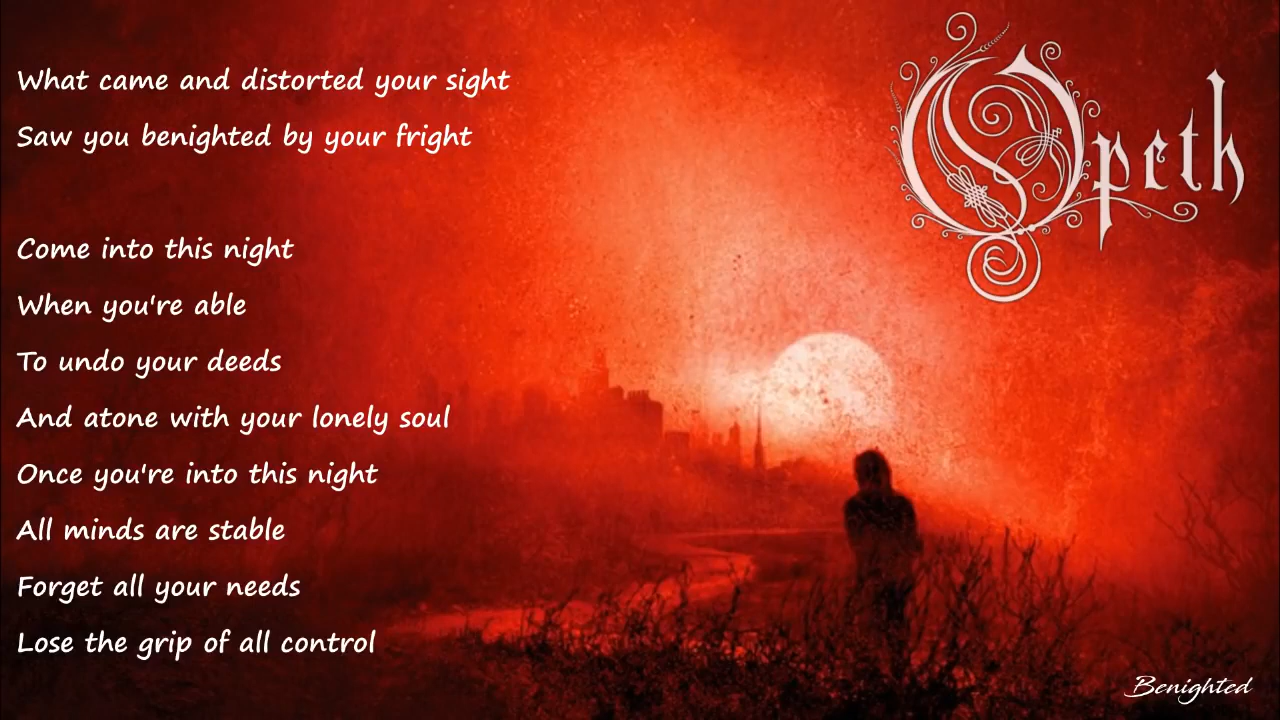 What came and distorted your sight
Saw you benighted by your fright
Come into this night
When you're able
To undo your deeds
And atone with your lonely soul
Once you're into this night
All minds are stable
Forget all your needs
Lose the grip of all control
Opeth
Benighted